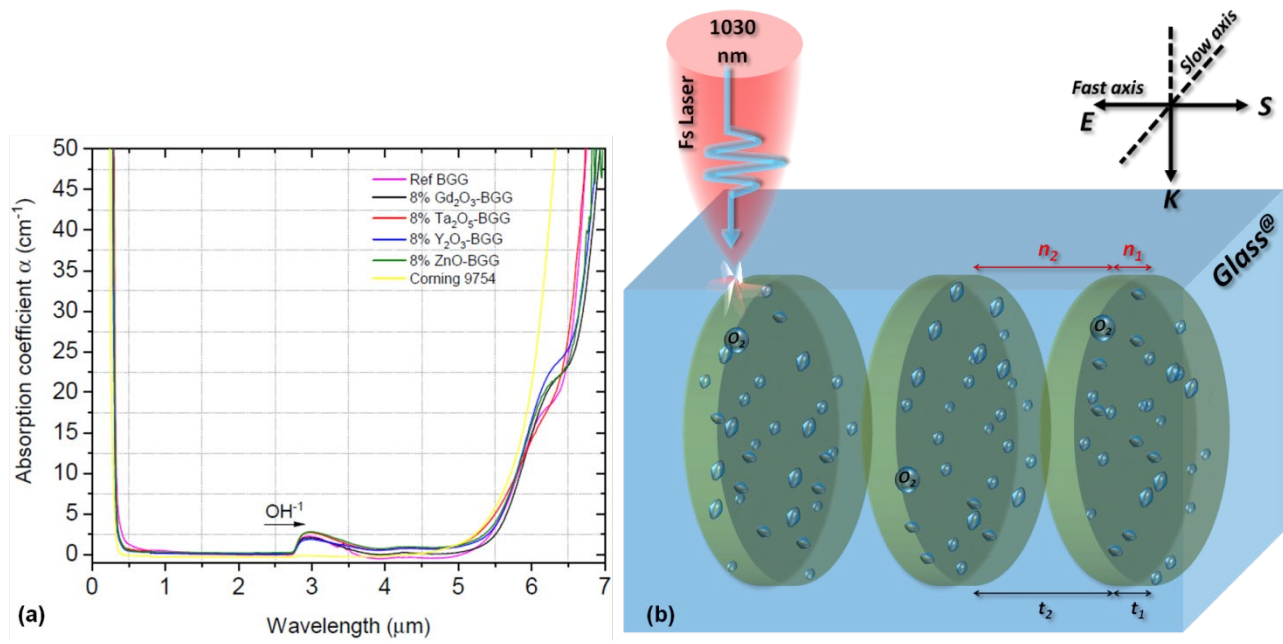 50
45
40
35
30
25
20
15
10
5
0
Absorption coefficient α (cm⁻¹)
Ref BGG
8% Gd₂O₃-BGG
8% Ta₂O₅-BGG
8% Y₂O₃-BGG
8% ZnO-BGG
Corning 9754
OH⁻¹
0 1 2 3 4 5 6 7
Wavelength (μm)
(a)
1030
nm
Fs Laser
Slow axis
Fast axis
E
S
K
Glass@
n₂
n₁
O₂
O₂
O₂
t₂
t₁
(b)